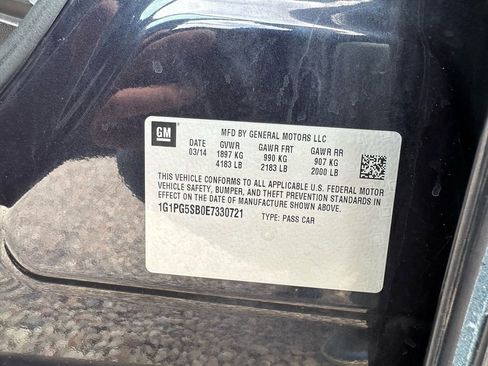 GM
MFD BY GENERAL MOTORS LLC
DATE GVWR GAWR FRT GAWR RR
03/14 1897 KG 990 KG 907 KG
4183 LB 2183 LB 2000 LB
THIS VEHICLE CONFORMS TO ALL APPLICABLE U.S. FEDERAL MOTOR
VEHICLE SAFETY, BUMPER, AND THEFT PREVENTION STANDARDS IN
EFFECT ON THE DATE OF MANUFACTURE SHOWN ABOVE.
1G1PG5SB0E7330721 TYPE: PASS CAR